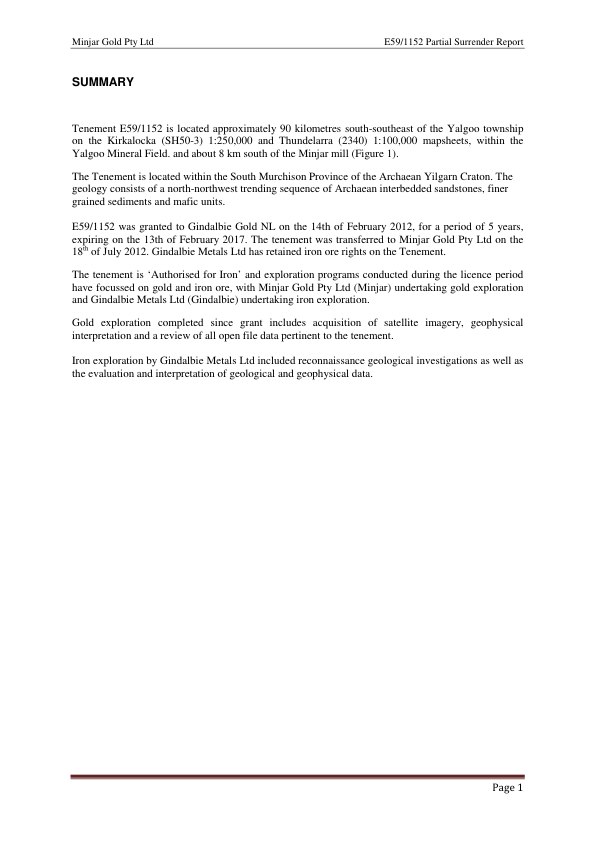 Minjar Gold Pty Ltd E59/1152 Partial Surrender Report
SUMMARY
Tenement E59/1152 is located approximately 90 kilometres south-southeast of the Yalgoo township
on the Kirkalocka (SH50-3) 1:250,000 and Thundelarra (2340) 1:100,000 mapsheets, within the
Yalgoo Mineral Field. and about 8 km south of the Minjar mill (Figure 1).
The Tenement is located within the South Murchison Province of the Archaean Yilgarn Craton. The
geology consists of a north-northwest trending sequence of Archaean interbedded sandstones, finer
grained sediments and mafic units.
E59/1152 was granted to Gindalbie Gold NL on the 14th of February 2012, for a period of 5 years,
expiring on the 13th of February 2017. The tenement was transferred to Minjar Gold Pty Ltd on the
18th of July 2012. Gindalbie Metals Ltd has retained iron ore rights on the Tenement.
The tenement is ‘Authorised for Iron’ and exploration programs conducted during the licence period
have focussed on gold and iron ore, with Minjar Gold Pty Ltd (Minjar) undertaking gold exploration
and Gindalbie Metals Ltd (Gindalbie) undertaking iron exploration.
Gold exploration completed since grant includes acquisition of satellite imagery, geophysical
interpretation and a review of all open file data pertinent to the tenement.
Iron exploration by Gindalbie Metals Ltd included reconnaissance geological investigations as well as
the evaluation and interpretation of geological and geophysical data.
Page 1